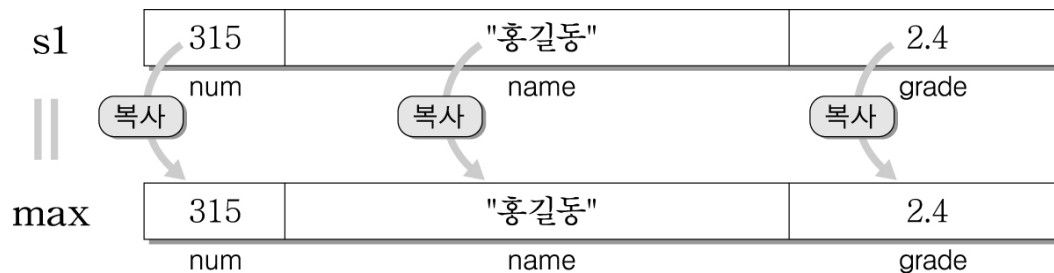 s1 315 "홍길동" 2.4
num name grade
복사 복사 복사
max 315 "홍길동" 2.4
num name grade